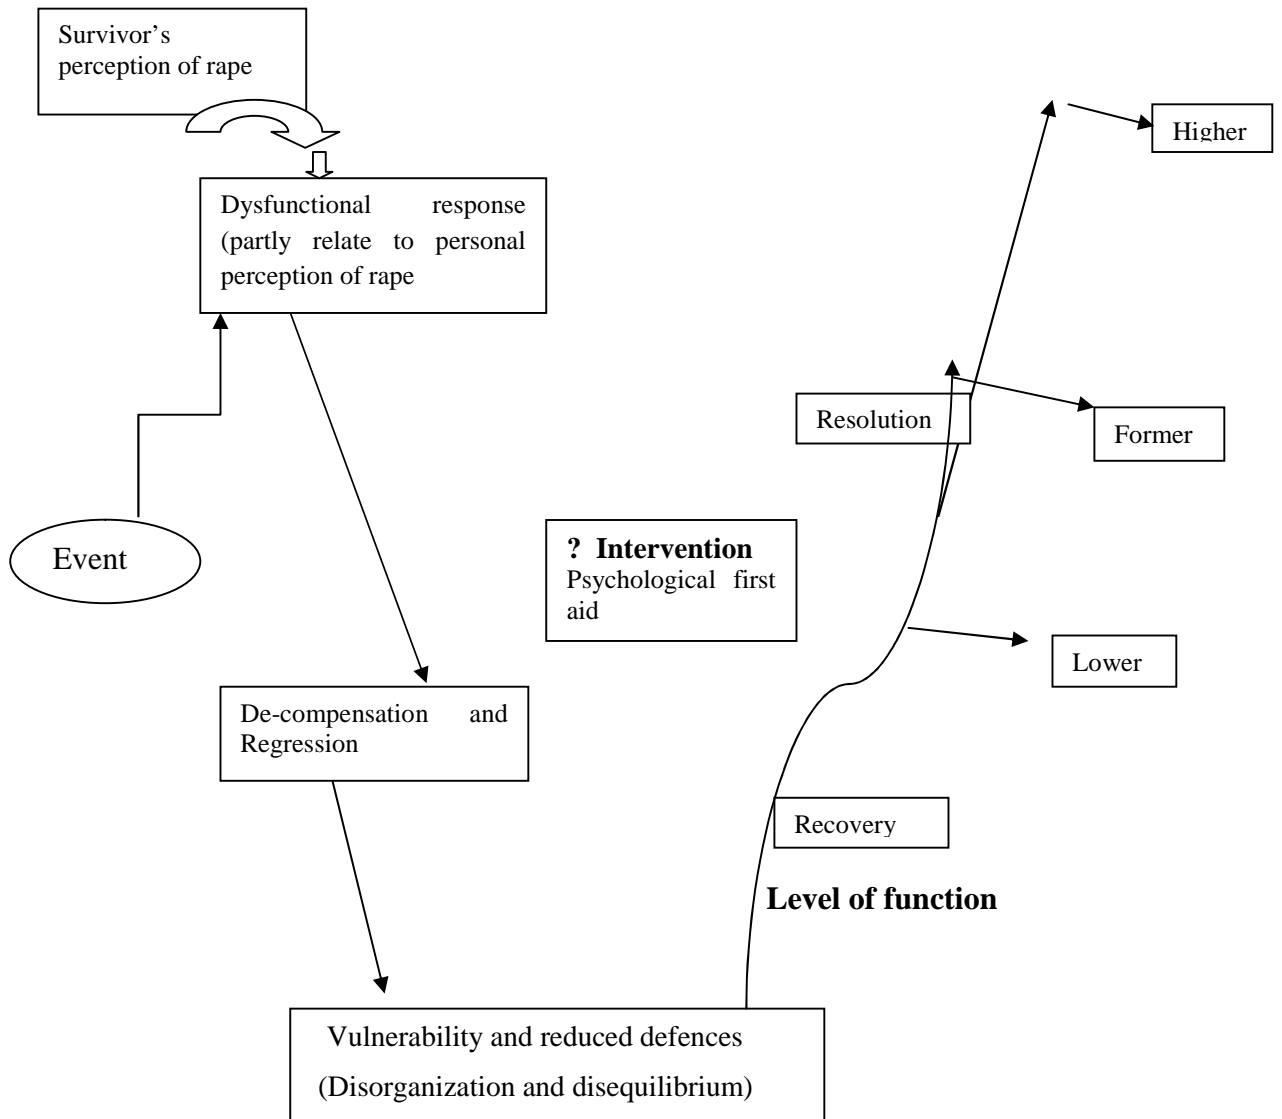 Survivor’s
perception of rape
Higher
Dysfunctional response
(partly relate to personal
perception of rape
Resolution
Former
Event
? Intervention
Psychological first
aid
Lower
De-compensation and
Regression
Recovery
Level of function
Vulnerability and reduced defences
(Disorganization and disequilibrium)